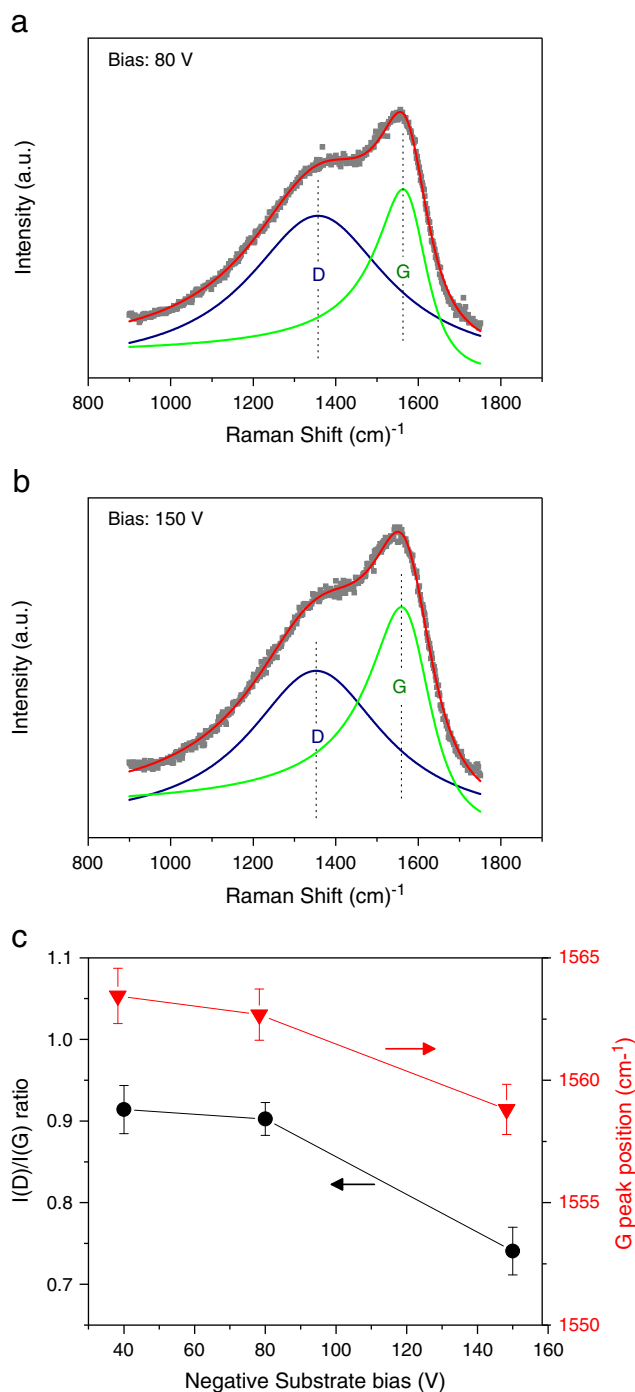 a
Bias: 80 V
Intensity (a.u.)
D
G
800 1000 1200 1400 1600 1800
Raman Shift (cm)-1
b
Bias: 150 V
Intensity (a.u.)
G
D
800 1000 1200 1400 1600 1800
Raman Shift (cm)-1
c
1.1
1.0
0.9
0.8
0.7
I(D)/I(G) ratio
1565
1560
1555
1550
G peak position (cm-1)
40 60 80 100 120 140 160
Negative Substrate bias (V)